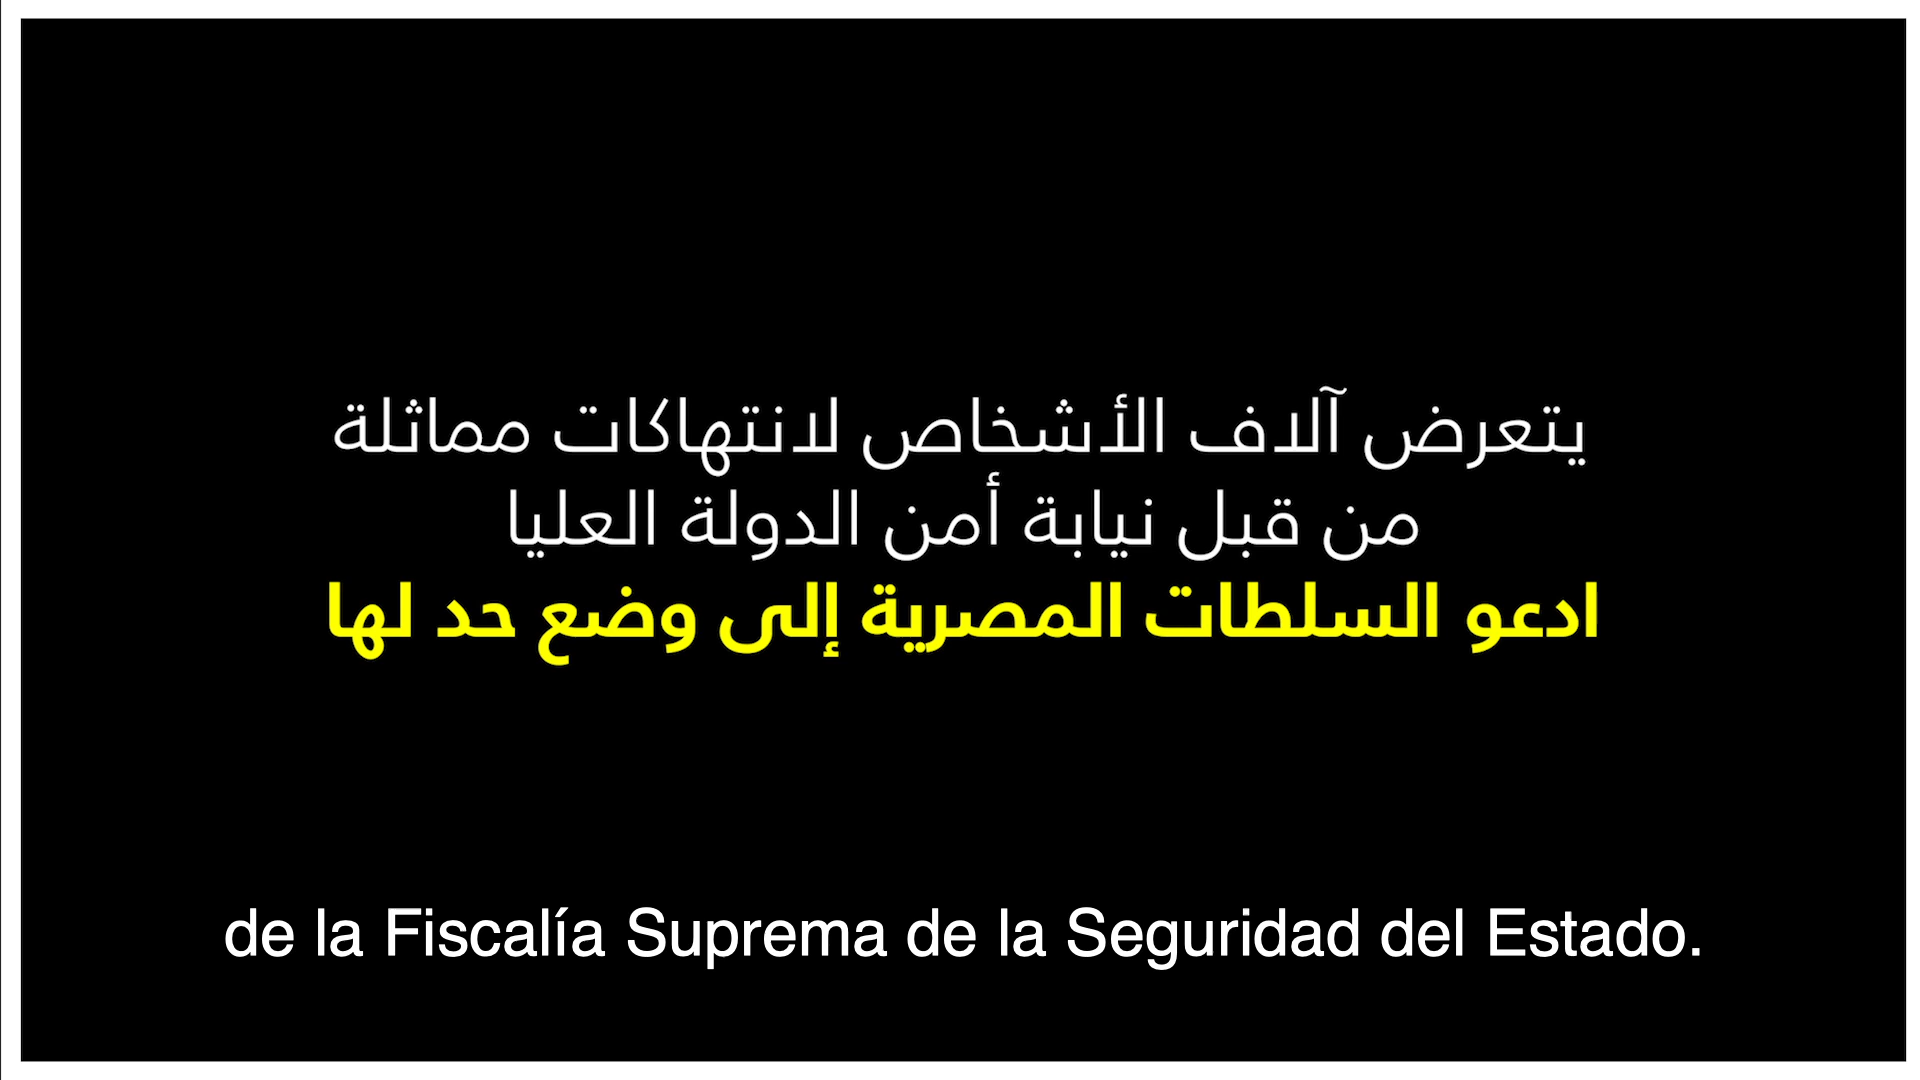 يتعرض آلاف الأشخاص لانتهاكات مماثلة
من قبل نيابة أمن الدولة العليا
ادعو السلطات المصرية إلى وضع حد لها
de la Fiscalía Suprema de la Seguridad del Estado.